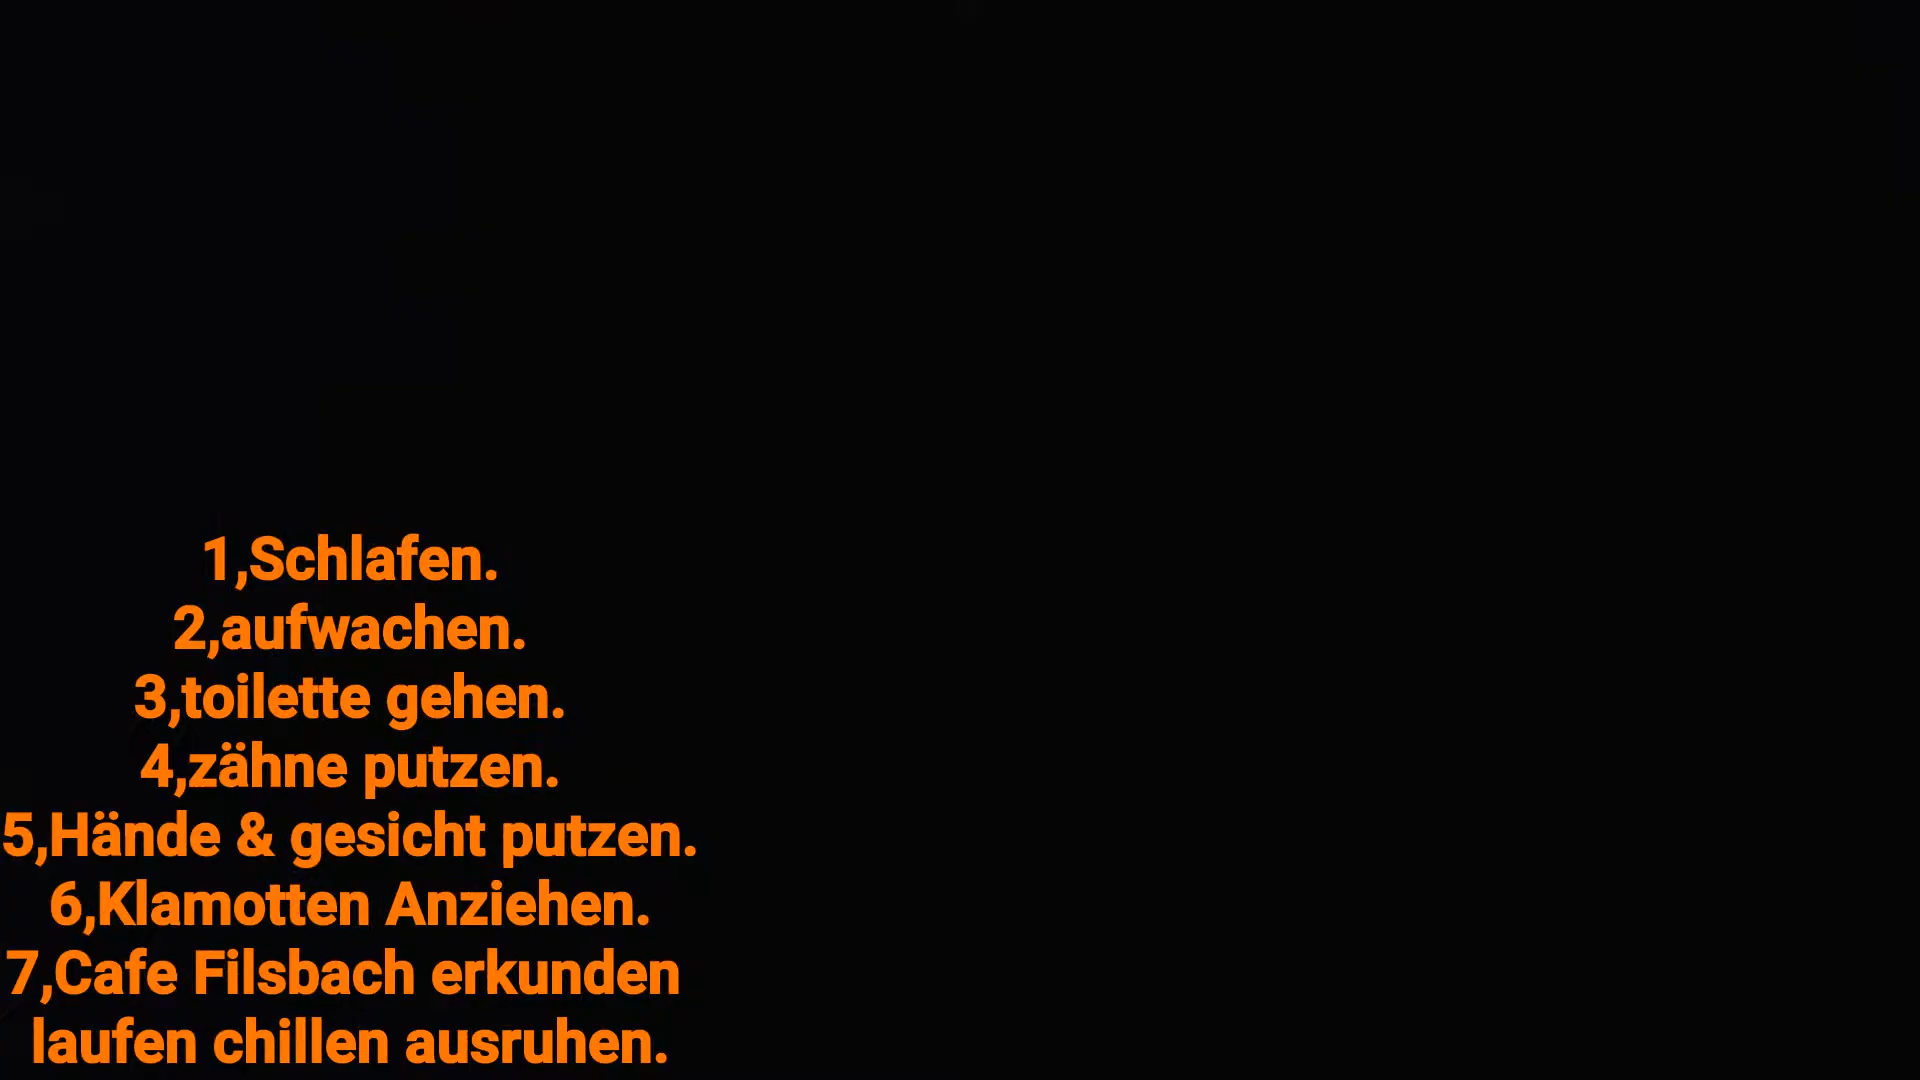 1,Schlafen.
2,aufwachen.
3,toilette gehen.
4,zähne putzen.
5,Hände & gesicht putzen.
6,Klamotten Anziehen.
7,Cafe Filsbach erkunden
laufen chillen ausruhen.